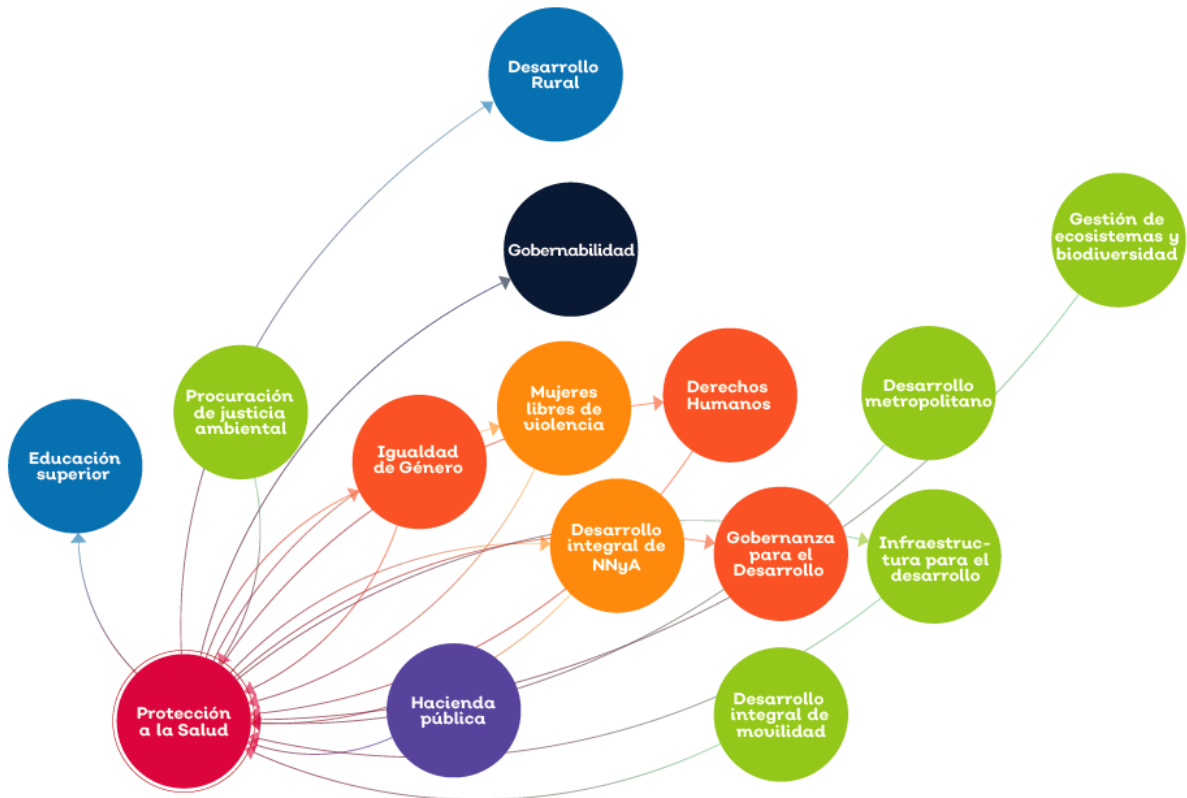 Desarrollo
Rural
Gobernabilidad
Gestión de
ecosistemas y
biodiversidad
Procuración
de justicia
ambiental
Mujeres
libres de
violencia
Derechos
Humanos
Desarrollo
metropolitano
Educación
superior
Igualdad
de Género
Desarrollo
integral de
NNyA
Gobernanza
para el
Desarrollo
Infraestruc-
tura para el
desarrollo
Protección
a la Salud
Hacienda
pública
Desarrollo
integral de
movilidad